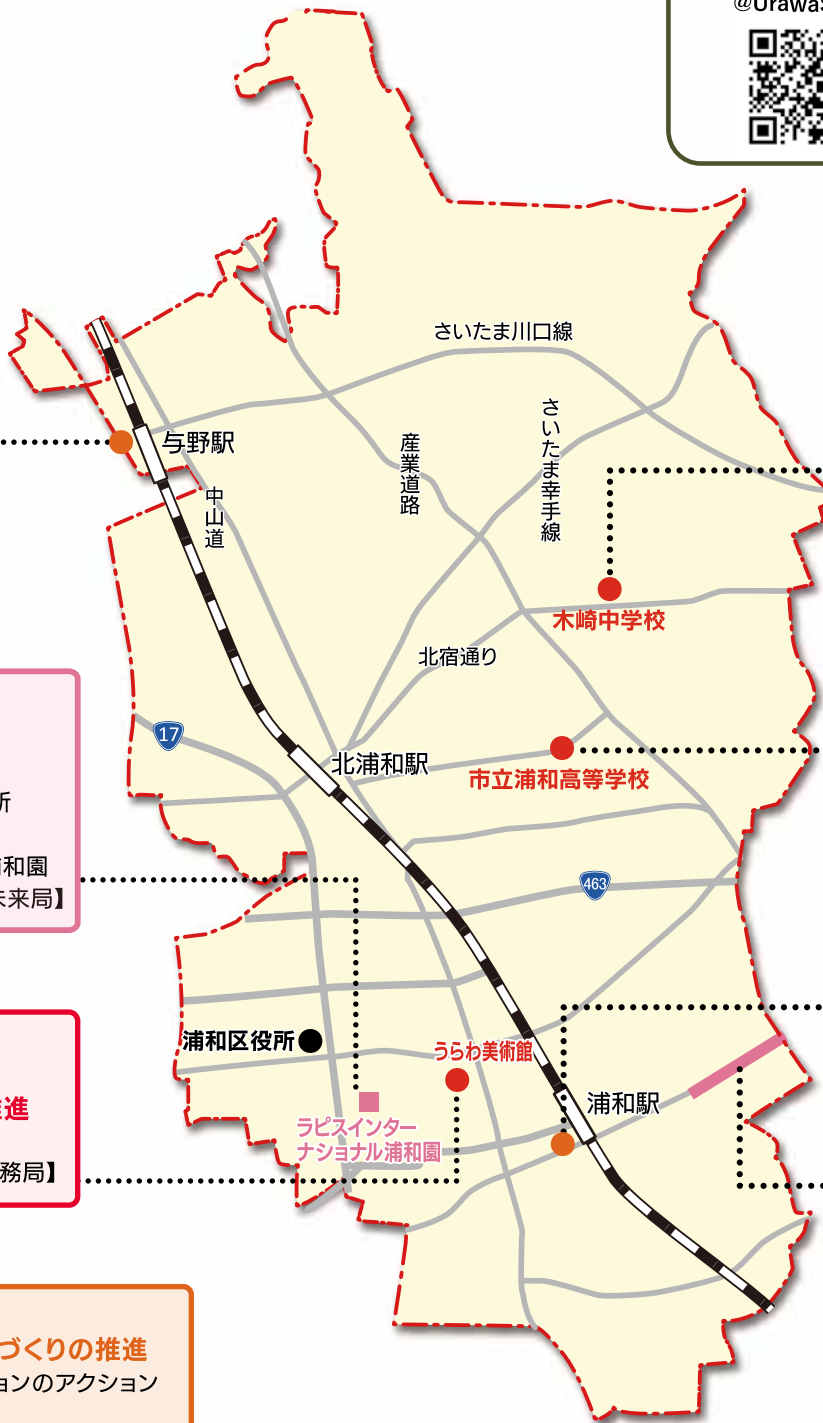 @UrawaS
さいたま川口線
与野駅
中山道
産業道路
さいたま幸手線
木崎中学校
北宿通り
17
北浦和駅
市立浦和高等学校
所
浦和園
未来局】
463
浦和区役所
うらわ美術館
浦和駅
ラピスインター
ナショナル浦和園
推進
務局】
づくりの推進
ョンのアクション